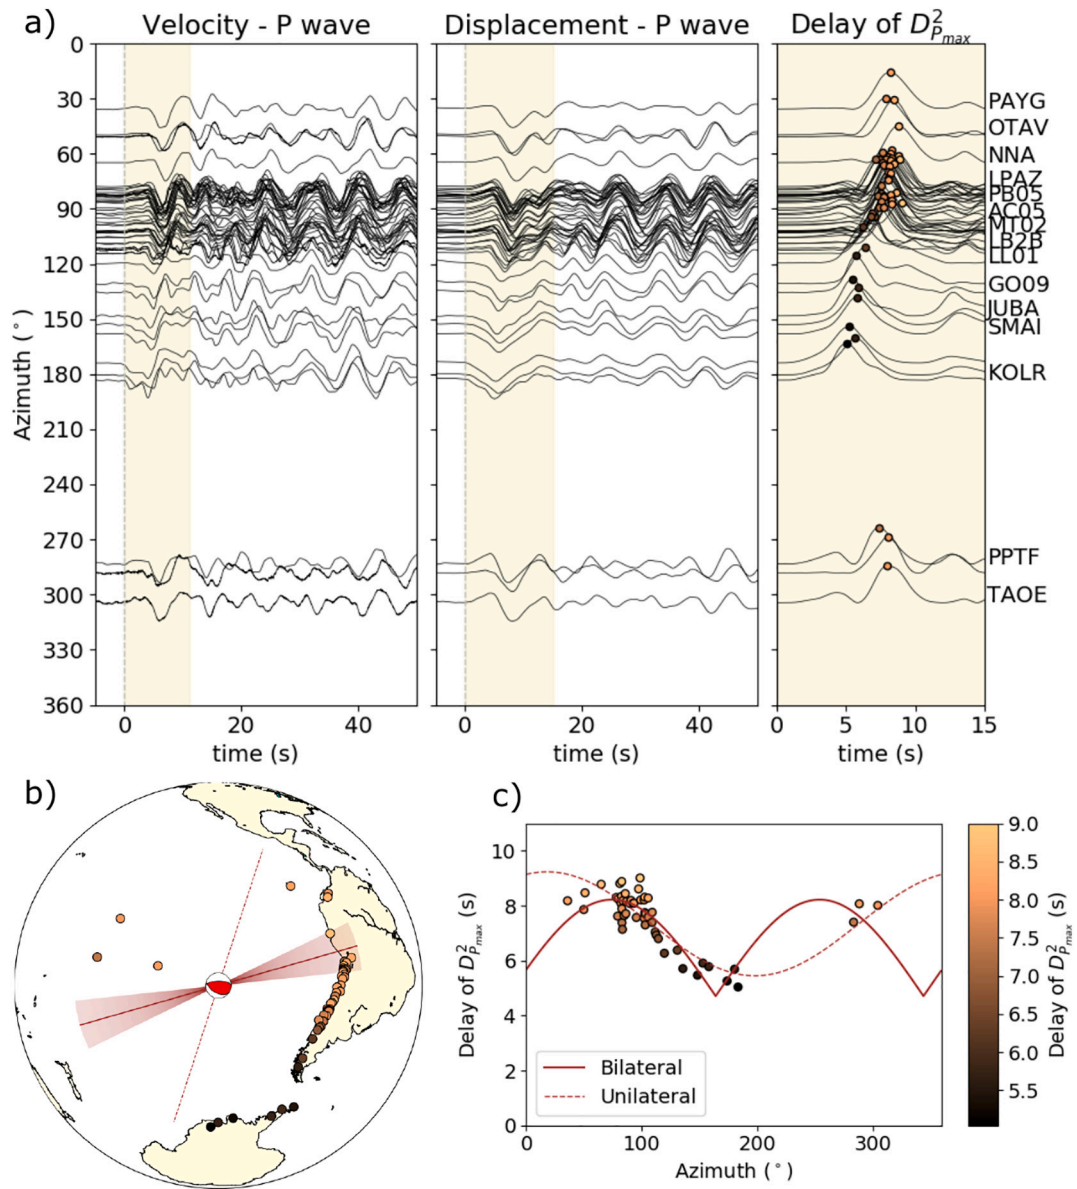 a)
Velocity - P wave
Displacement - P wave
Delay of D²Pmax
0
30
60
90
120
150
180
210
240
270
300
330
360
Azimuth (°)
PAYG
OTAV
NNA
LPAZ
PB05
AC05
MT02
LB2B
LL01
GO09
JUBA
SMAI
KOLR
PPTF
TAOE
0 20 40
0 20 40
0 5 10 15
time (s)
time (s)
time (s)
b)
c)
10
8
6
4
2
0
Delay of D²Pmax (s)
Bilateral
Unilateral
0 100 200 300
Azimuth (°)
9.0
8.5
8.0
7.5
7.0
6.5
6.0
5.5
Delay of D²Pmax (s)